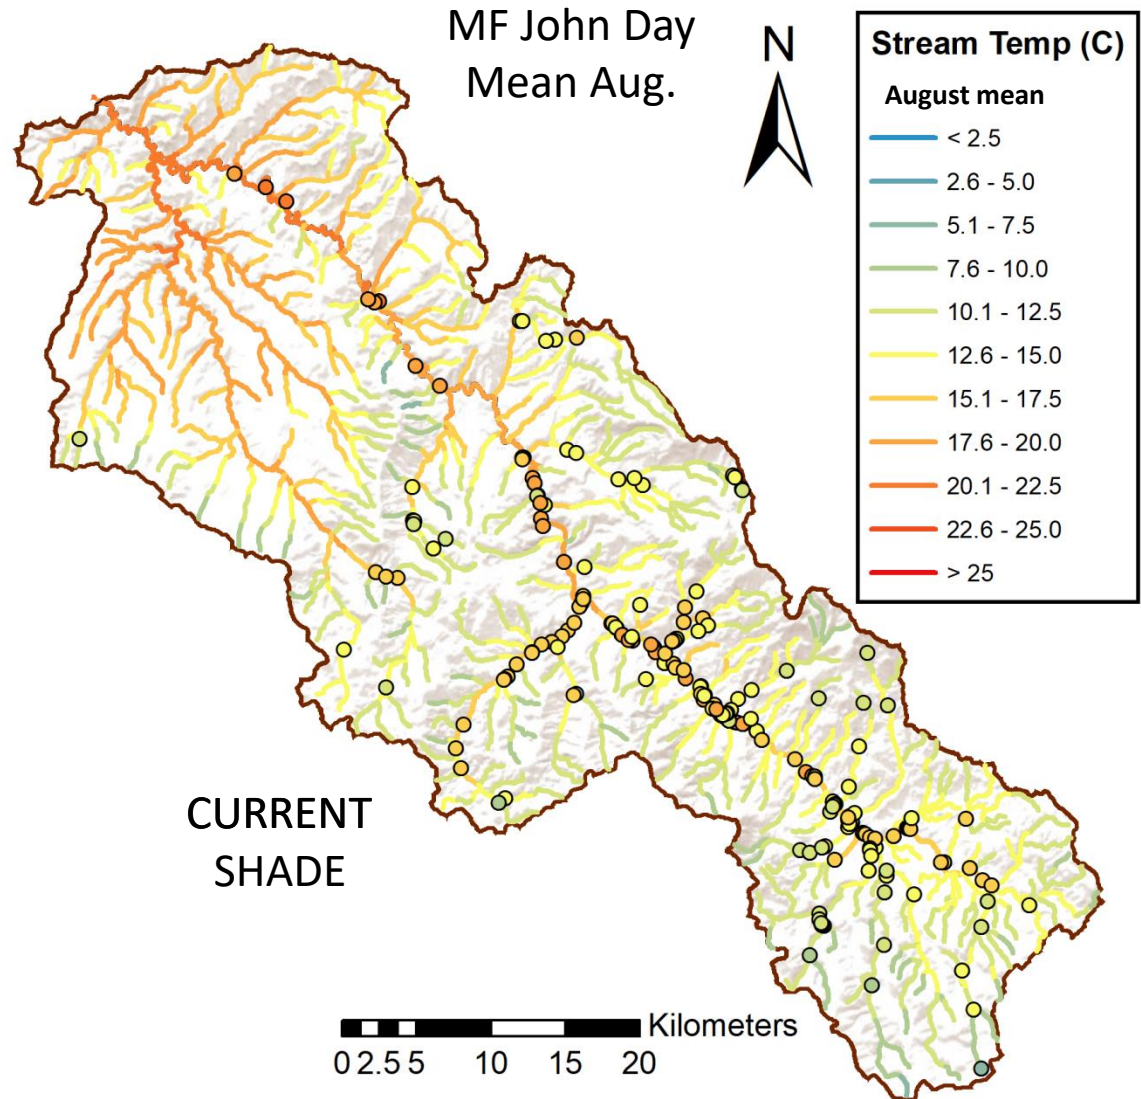 MF John Day
Mean Aug.
N
Stream Temp (C)
August mean
< 2.5
2.6 - 5.0
5.1 - 7.5
7.6 - 10.0
10.1 - 12.5
12.6 - 15.0
15.1 - 17.5
17.6 - 20.0
20.1 - 22.5
22.6 - 25.0
> 25
CURRENT
SHADE
Kilometers
0 2.5 5 10 15 20